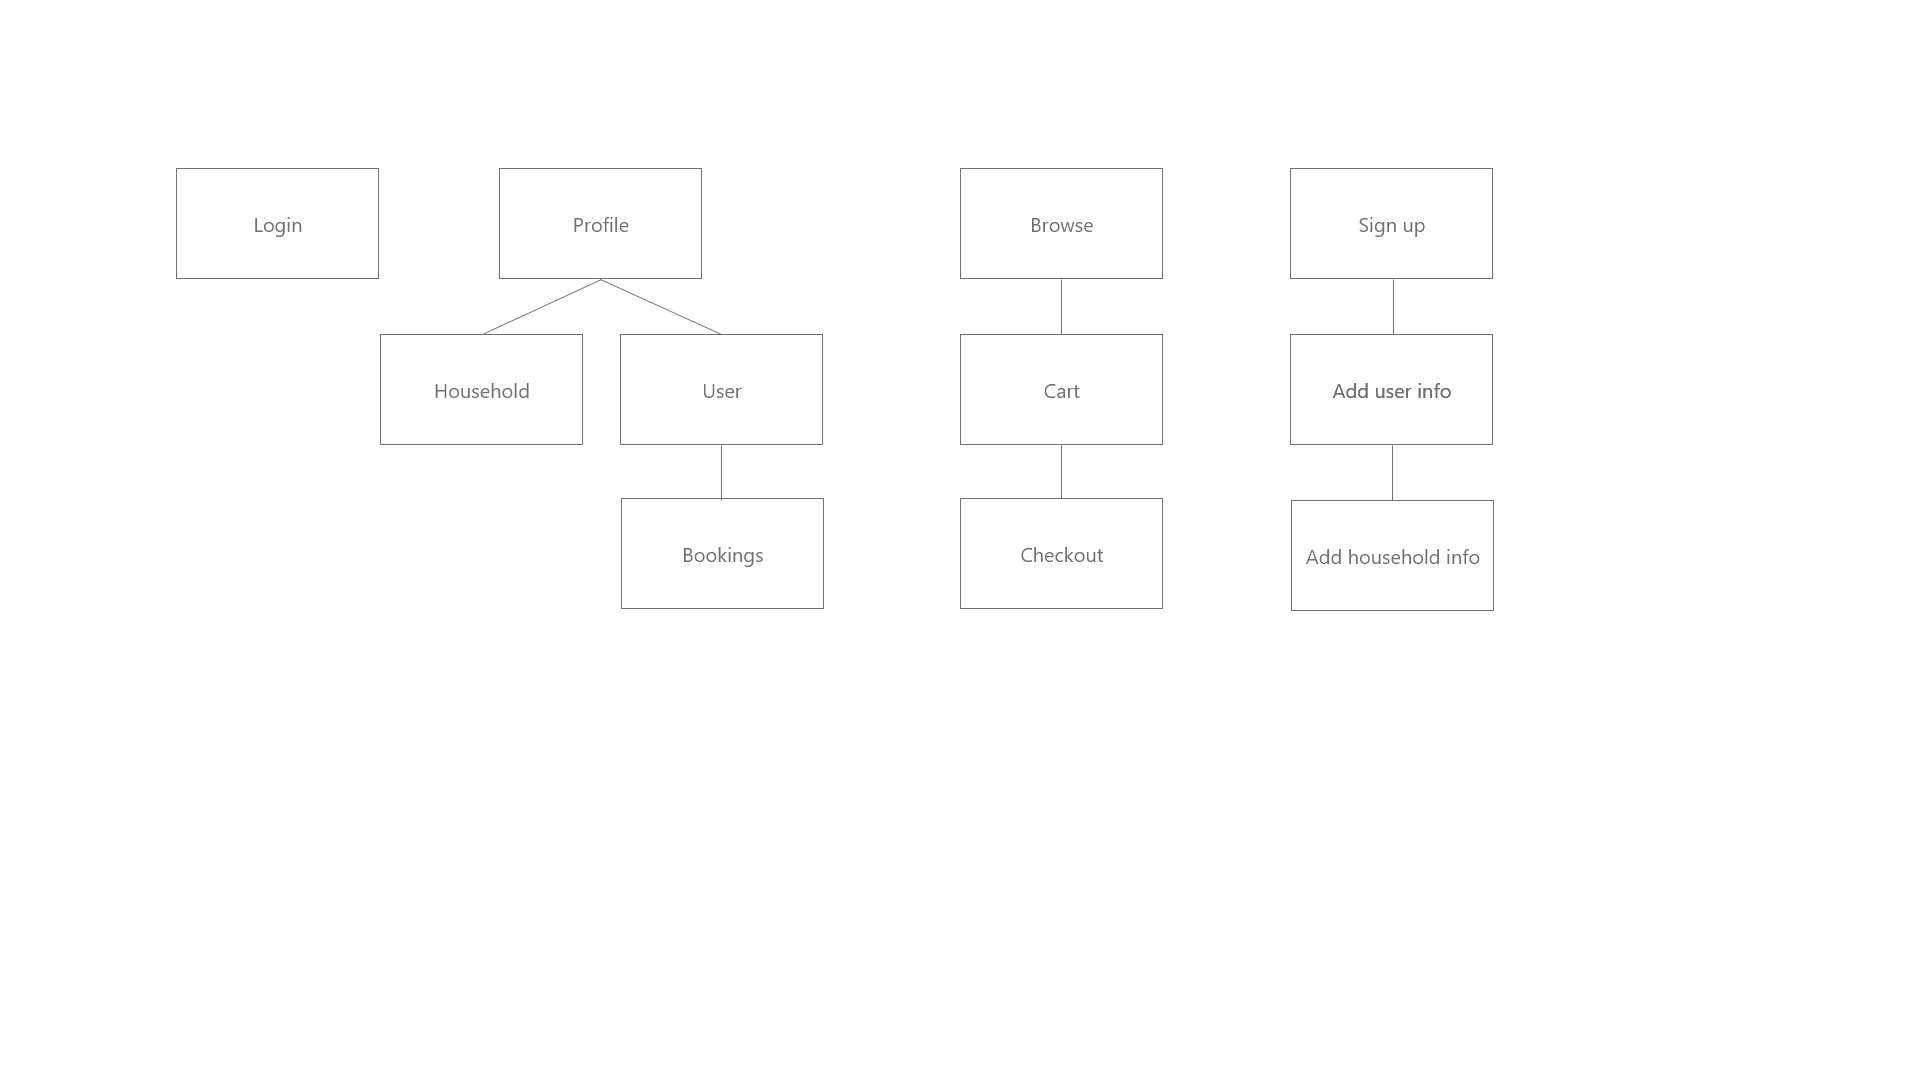 Login
Profile
Browse
Sign up
Household
User
Cart
Add user info
Bookings
Checkout
Add household info